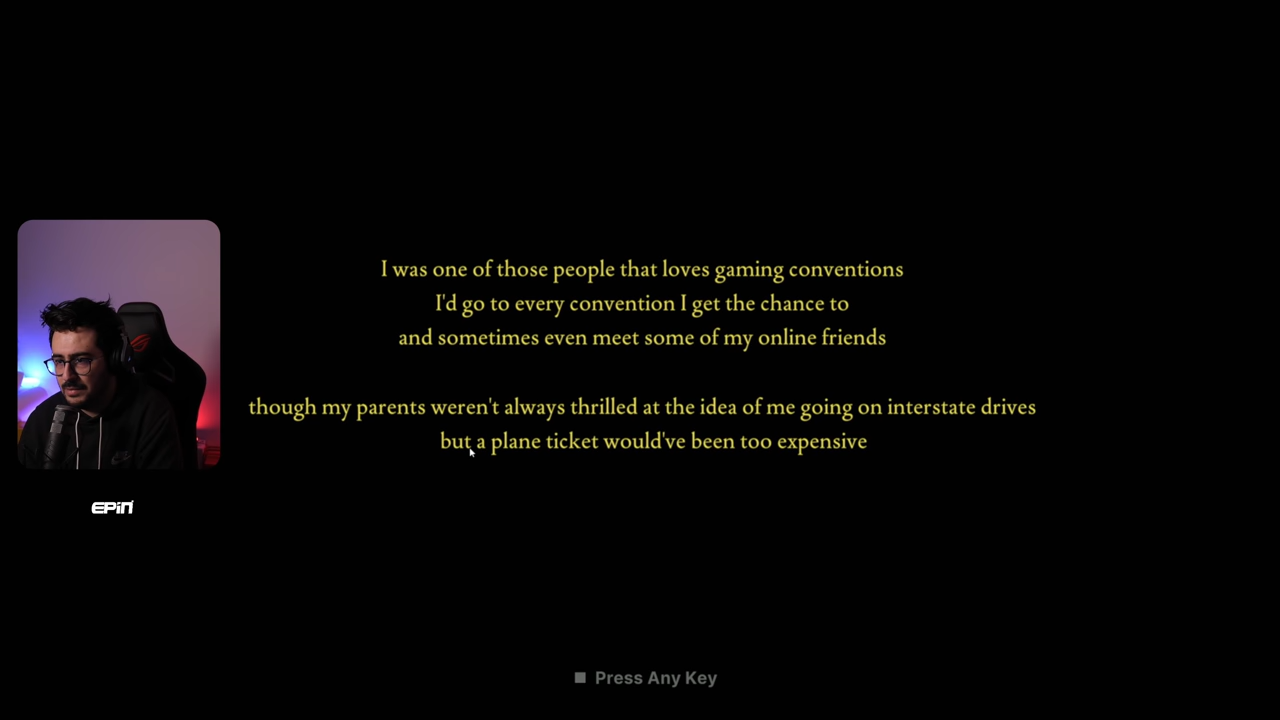 I was one of those people that loves gaming conventions
I'd go to every convention I get the chance to
and sometimes even meet some of my online friends
though my parents weren't always thrilled at the idea of me going on interstate drives
but a plane ticket would've been too expensive
EPİN
Press Any Key